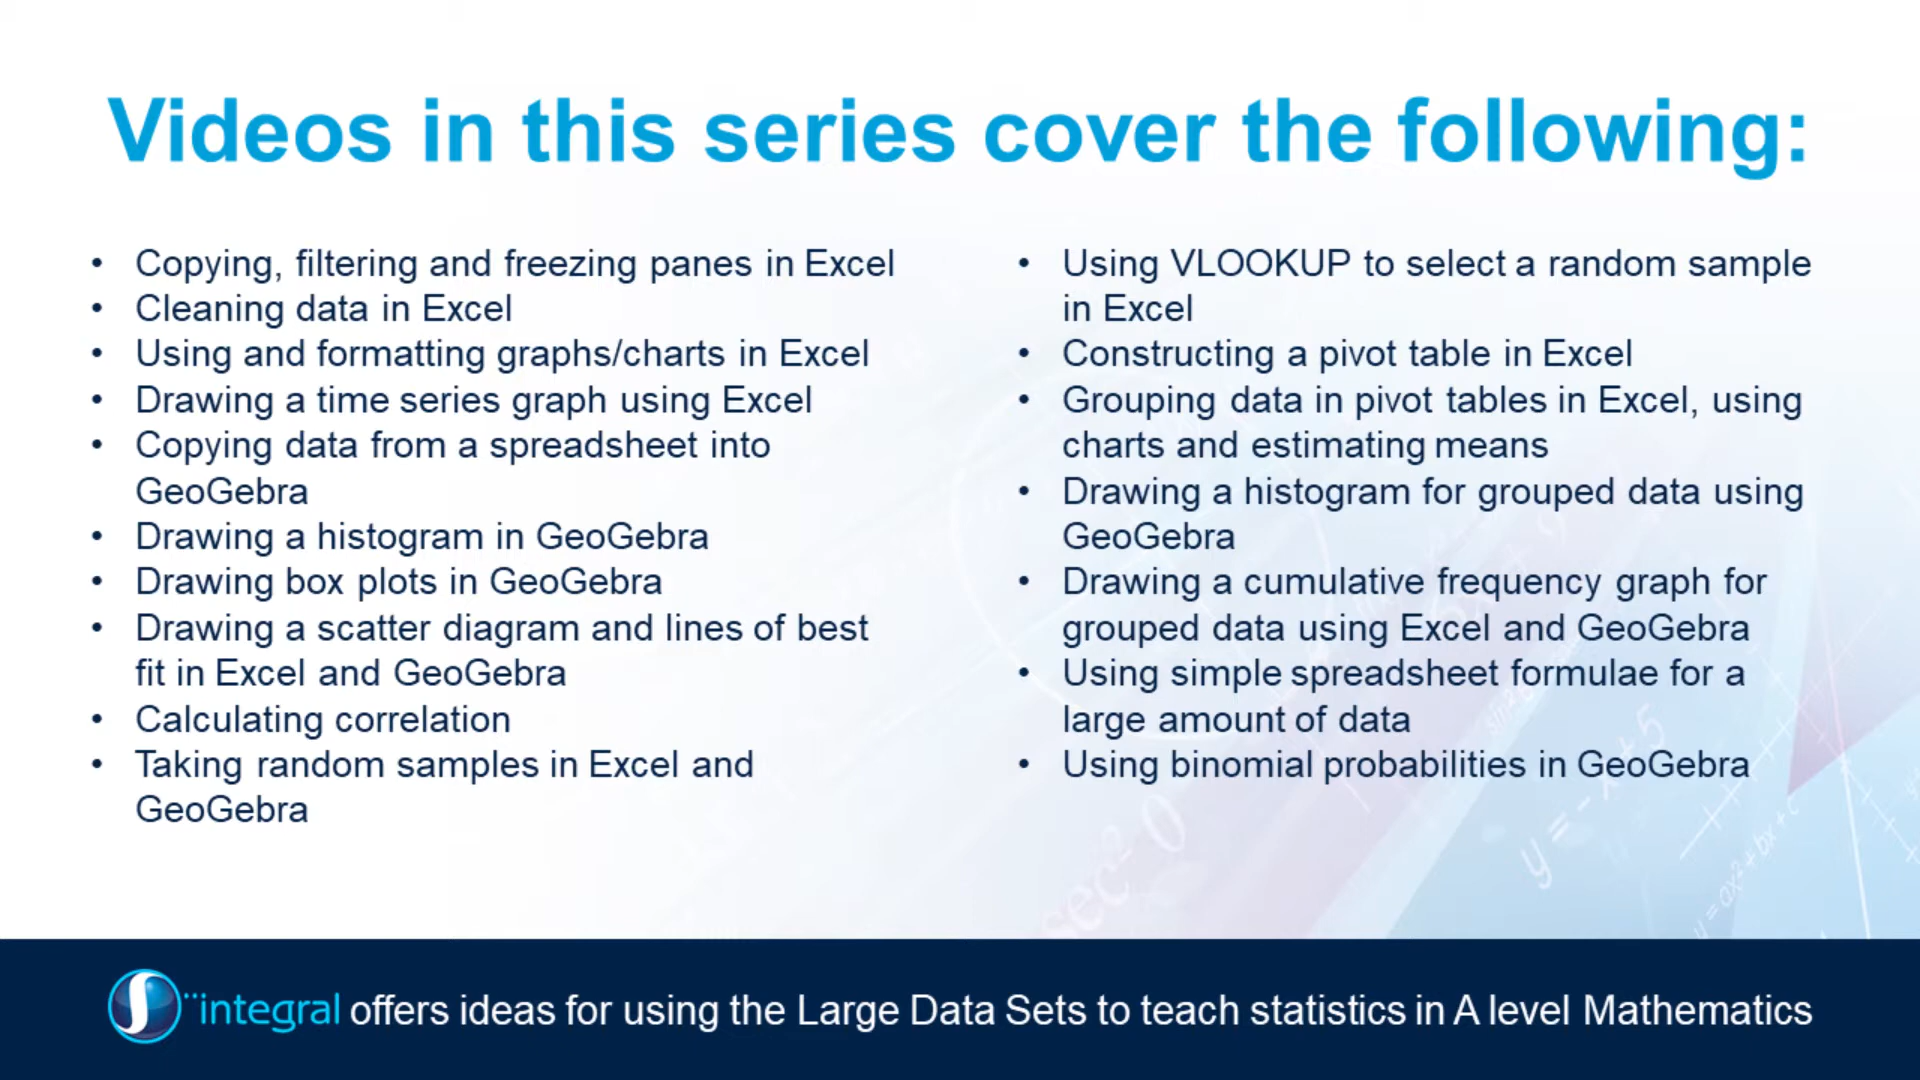 Videos in this series cover the following:
• Copying, filtering and freezing panes in Excel
• Cleaning data in Excel
• Using and formatting graphs/charts in Excel
• Drawing a time series graph using Excel
• Copying data from a spreadsheet into
GeoGebra
• Drawing a histogram in GeoGebra
• Drawing box plots in GeoGebra
• Drawing a scatter diagram and lines of best
fit in Excel and GeoGebra
• Calculating correlation
• Taking random samples in Excel and
GeoGebra
• Using VLOOKUP to select a random sample
in Excel
• Constructing a pivot table in Excel
• Grouping data in pivot tables in Excel, using
charts and estimating means
• Drawing a histogram for grouped data using
GeoGebra
• Drawing a cumulative frequency graph for
grouped data using Excel and GeoGebra
• Using simple spreadsheet formulae for a
large amount of data
• Using binomial probabilities in GeoGebra
sec² θ
y = -x + 5
y = ax² + bx + c
integral offers ideas for using the Large Data Sets to teach statistics in A level Mathematics